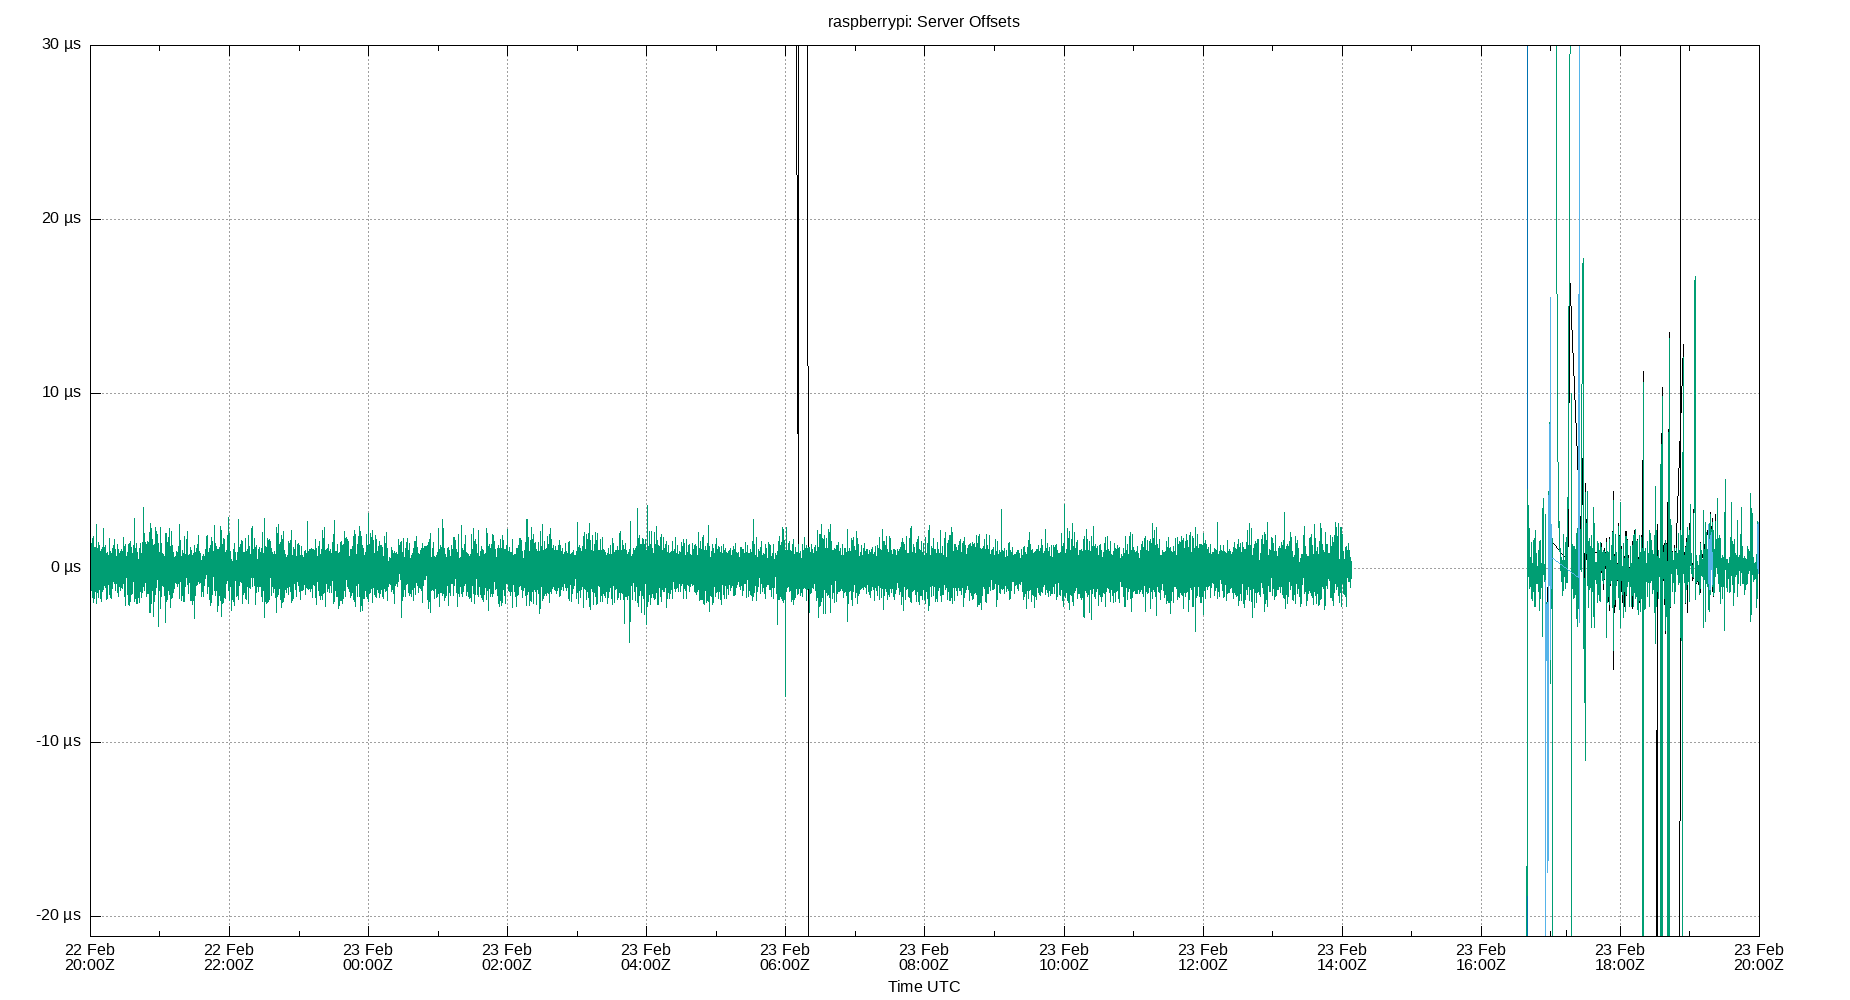 raspberrypi: Server Offsets
30 µs
20 µs
10 µs
0 µs
-10 µs
-20 µs
22 Feb 22 Feb 23 Feb 23 Feb 23 Feb 23 Feb 23 Feb 23 Feb 23 Feb 23 Feb 23 Feb 23 Feb 23 Feb
20:00Z 22:00Z 00:00Z 02:00Z 04:00Z 06:00Z 08:00Z 10:00Z 12:00Z 14:00Z 16:00Z 18:00Z 20:00Z
Time UTC